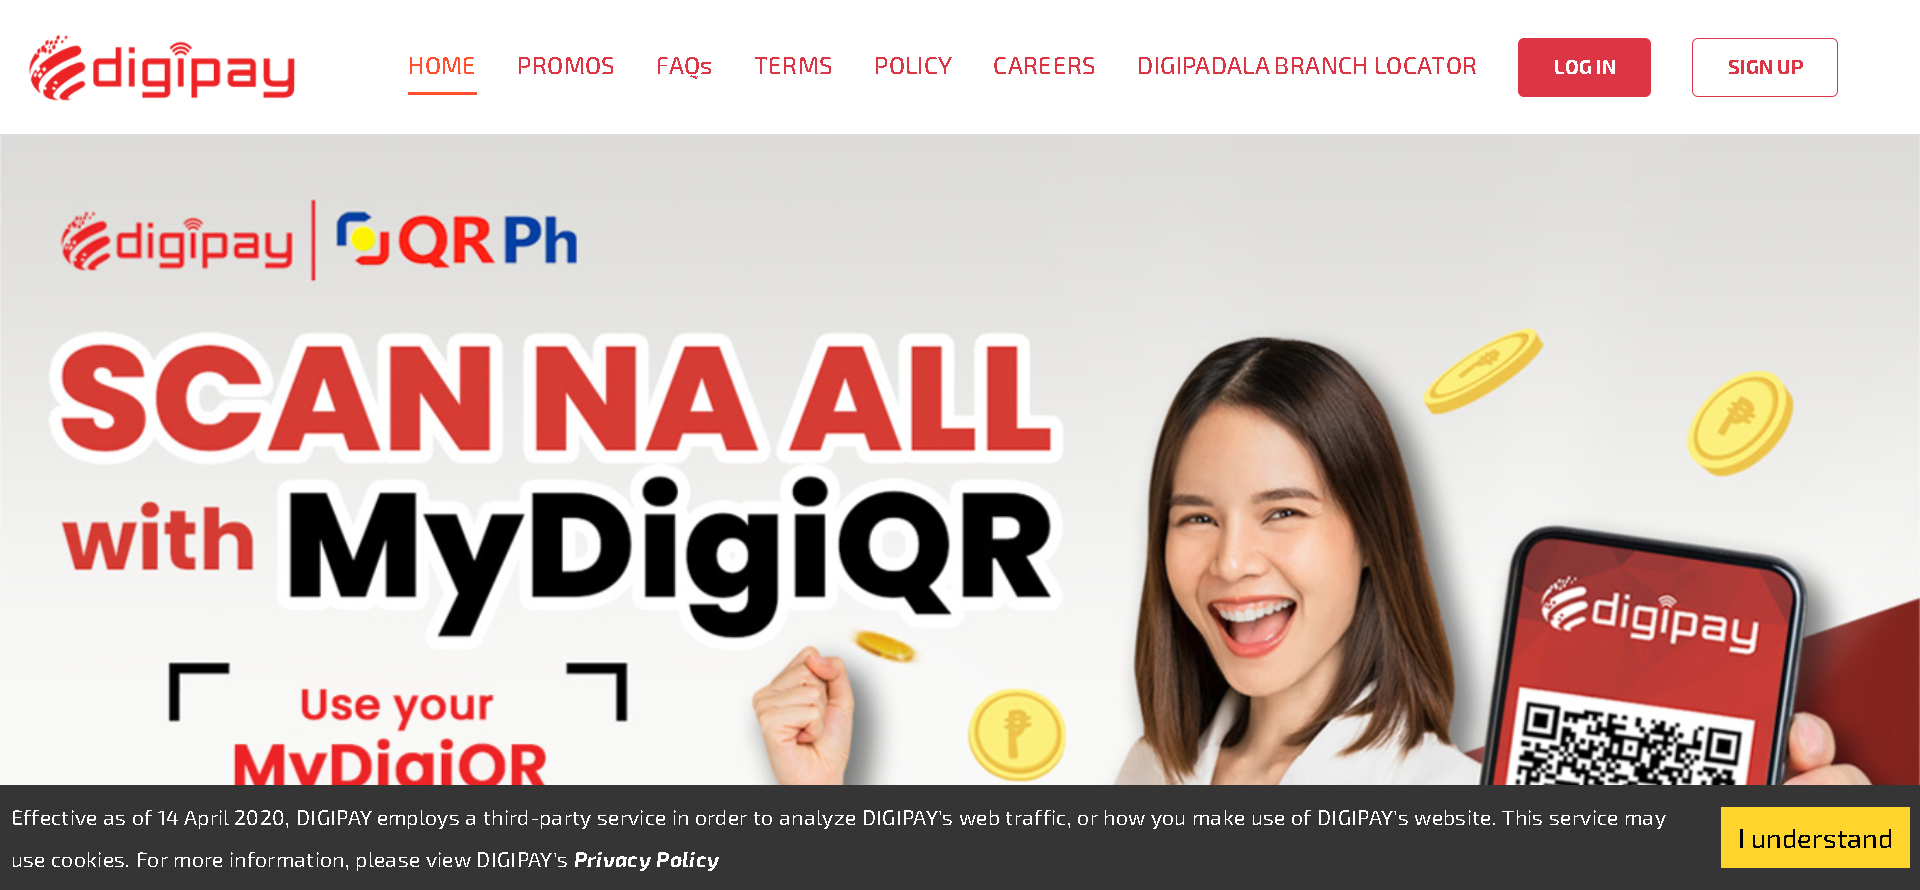 digipay
HOME PROMOS FAQs TERMS POLICY CAREERS DIGIPADALA BRANCH LOCATOR LOG IN SIGN UP
digipay | QR Ph
SCAN NA ALL
with MyDigiQR
Use your
MyDigiQR
digipay
Effective as of 14 April 2020, DIGIPAY employs a third-party service in order to analyze DIGIPAY's web traffic, or how you make use of DIGIPAY's website. This service may
use cookies. For more information, please view DIGIPAY's Privacy Policy
I understand